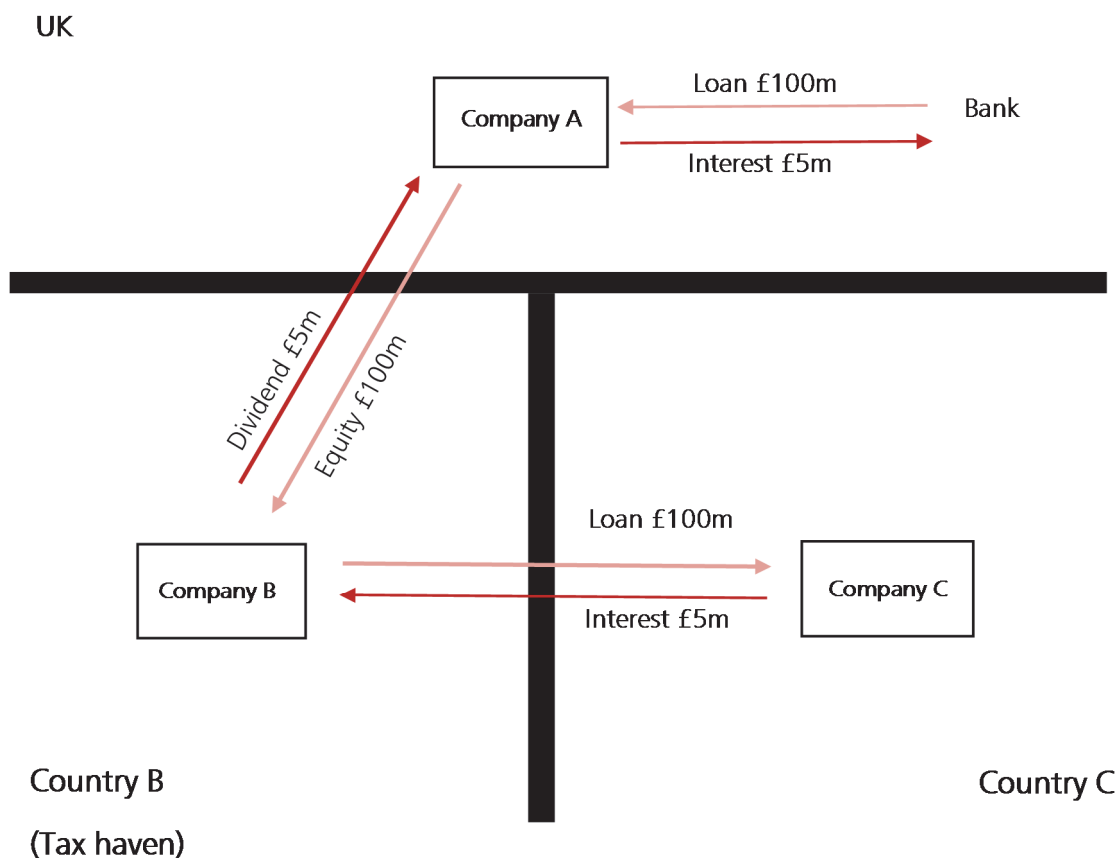 UK
Loan £100m
Company A
Bank
Interest £5m
Dividend £5m
Equity £100m
Loan £100m
Company B
Company C
Interest £5m
Country B
Country C
(Tax haven)